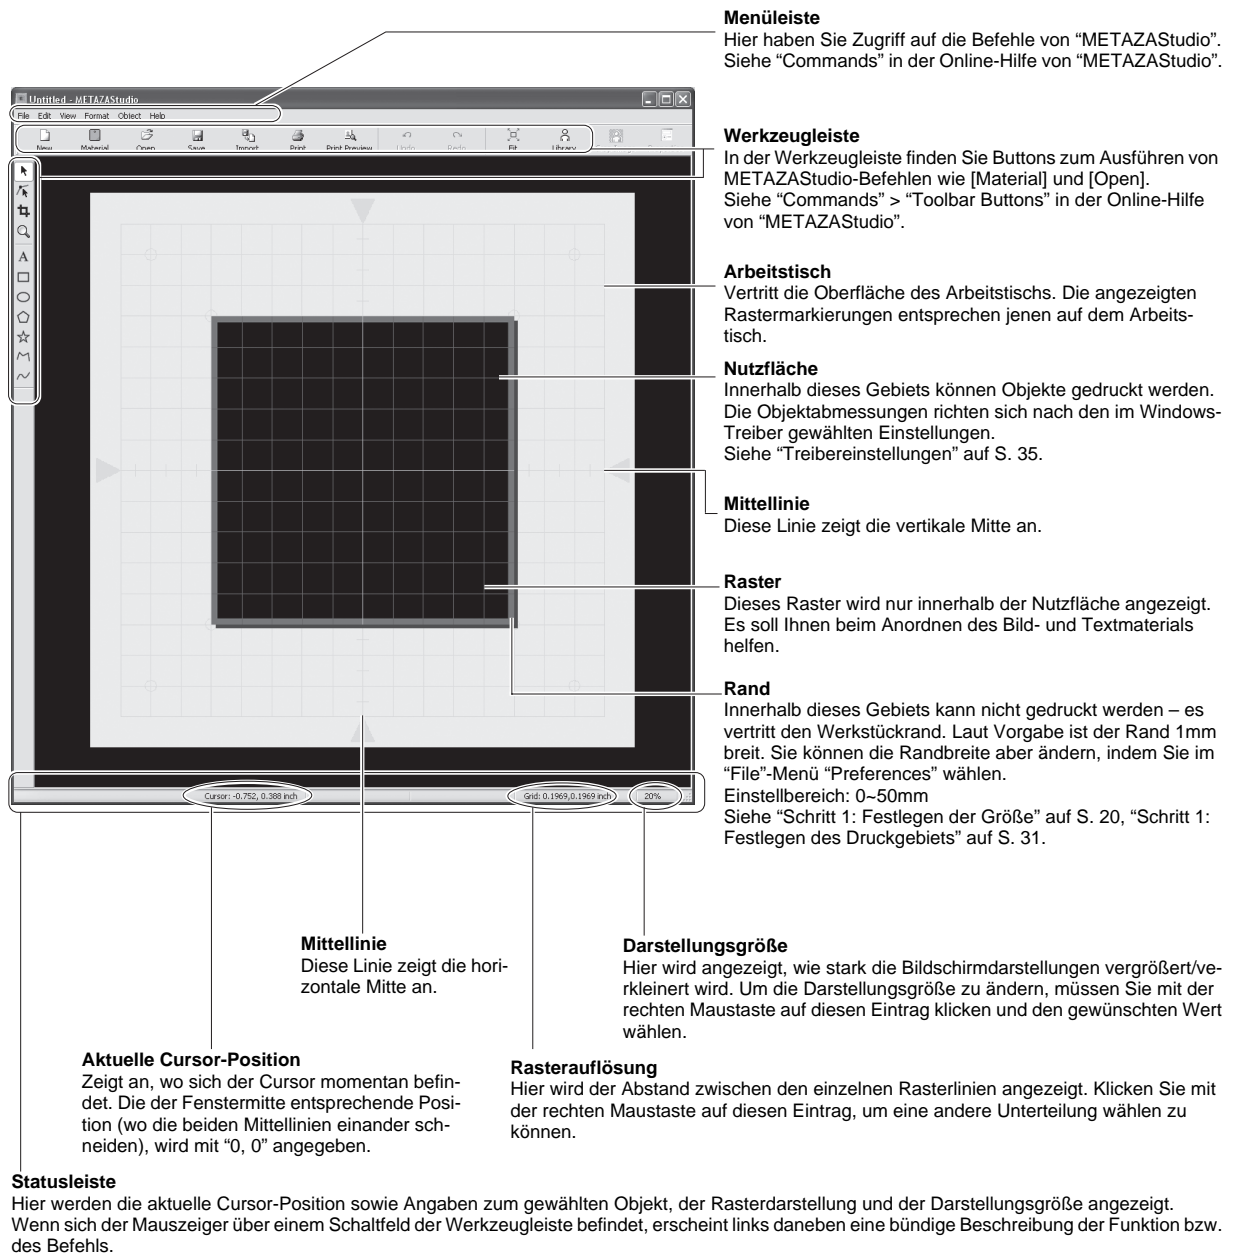 Menüleiste
Hier haben Sie Zugriff auf die Befehle von “METAZAStudio”.
Siehe “Commands” in der Online-Hilfe von “METAZAStudio”.
Untitled - METAZAStudio
File Edit View Format Object Help
New Material Open Save Import Print Print Preview Undo Redo Fit Library
Werkzeugleiste
In der Werkzeugleiste finden Sie Buttons zum Ausführen von
METAZAStudio-Befehlen wie [Material] und [Open].
Siehe “Commands” > “Toolbar Buttons” in der Online-Hilfe
von “METAZAStudio”.
A
Arbeitstisch
Vertritt die Oberfläche des Arbeitstischs. Die angezeigten
Rastermarkierungen entsprechen jenen auf dem Arbeits-
tisch.
Nutzfläche
Innerhalb dieses Gebiets können Objekte gedruckt werden.
Die Objektabmessungen richten sich nach den im Windows-
Treiber gewählten Einstellungen.
Siehe “Treibereinstellungen” auf S. 35.
Mittellinie
Diese Linie zeigt die vertikale Mitte an.
Raster
Dieses Raster wird nur innerhalb der Nutzfläche angezeigt.
Es soll Ihnen beim Anordnen des Bild- und Textmaterials
helfen.
Rand
Innerhalb dieses Gebiets kann nicht gedruckt werden – es
vertritt den Werkstückrand. Laut Vorgabe ist der Rand 1mm
breit. Sie können die Randbreite aber ändern, indem Sie im
“File”-Menü “Preferences” wählen.
Einstellbereich: 0~50mm
Siehe “Schritt 1: Festlegen der Größe” auf S. 20, “Schritt 1:
Festlegen des Druckgebiets” auf S. 31.
Cursor: -0.752, 0.388 inch
Grid: 0.1969,0.1969 inch
20%
Mittellinie
Diese Linie zeigt die hori-
zontale Mitte an.
Darstellungsgröße
Hier wird angezeigt, wie stark die Bildschirmdarstellungen vergrößert/ve-
rkleinert wird. Um die Darstellungsgröße zu ändern, müssen Sie mit der
rechten Maustaste auf diesen Eintrag klicken und den gewünschten Wert
wählen.
Aktuelle Cursor-Position
Zeigt an, wo sich der Cursor momentan befin-
det. Die der Fenstermitte entsprechende Posi-
tion (wo die beiden Mittellinien einander sch-
neiden), wird mit “0, 0” angegeben.
Rasterauflösung
Hier wird der Abstand zwischen den einzelnen Rasterlinien angezeigt. Klicken Sie mit
der rechten Maustaste auf diesen Eintrag, um eine andere Unterteilung wählen zu
können.
Statusleiste
Hier werden die aktuelle Cursor-Position sowie Angaben zum gewählten Objekt, der Rasterdarstellung und der Darstellungsgröße angezeigt.
Wenn sich der Mauszeiger über einem Schaltfeld der Werkzeugleiste befindet, erscheint links daneben eine bündige Beschreibung der Funktion bzw.
des Befehls.